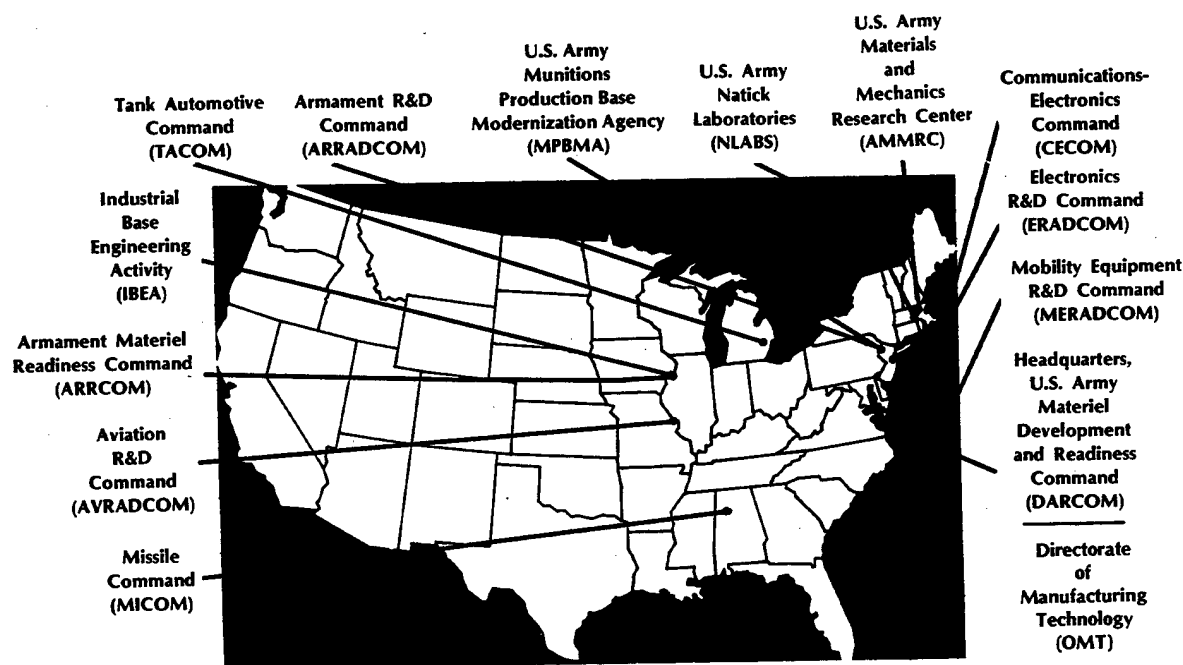 Tank Automotive
Command
(TACOM)
Armament R&D
Command
(ARRADCOM)
U.S. Army
Munitions
Production Base
Modernization Agency
(MPBMA)
U.S. Army
Natick
Laboratories
(NLABS)
U.S. Army
Materials
and
Mechanics
Research Center
(AMMRC)
Communications-
Electronics
Command
(CECOM)
Electronics
R&D Command
(ERADCOM)
Mobility Equipment
R&D Command
(MERADCOM)
Headquarters,
U.S. Army
Materiel
Development
and Readiness
Command
(DARCOM)
Directorate
of
Manufacturing
Technology
(OMT)
Industrial
Base
Engineering
Activity
(IBEA)
Armament Materiel
Readiness Command
(ARRCOM)
Aviation
R&D
Command
(AVRADCOM)
Missile
Command
(MICOM)